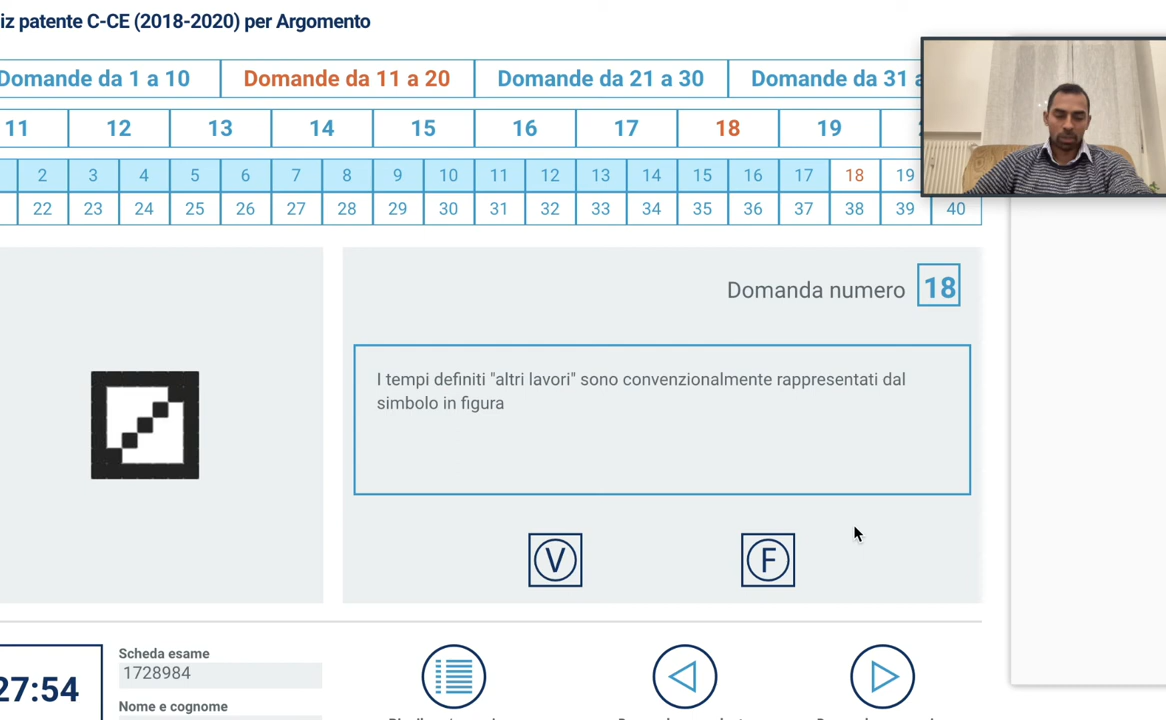 iz patente C-CE (2018-2020) per Argomento
Domande da 1 a 10 Domande da 11 a 20 Domande da 21 a 30 Domande da 31 a
11 12 13 14 15 16 17 18 19
2 3 4 5 6 7 8 9 10 11 12 13 14 15 16 17 18 19
22 23 24 25 26 27 28 29 30 31 32 33 34 35 36 37 38 39 40
Domanda numero 18
I tempi definiti "altri lavori" sono convenzionalmente rappresentati dal
simbolo in figura
V F
Scheda esame
1728984
27:54
Nome e cognome